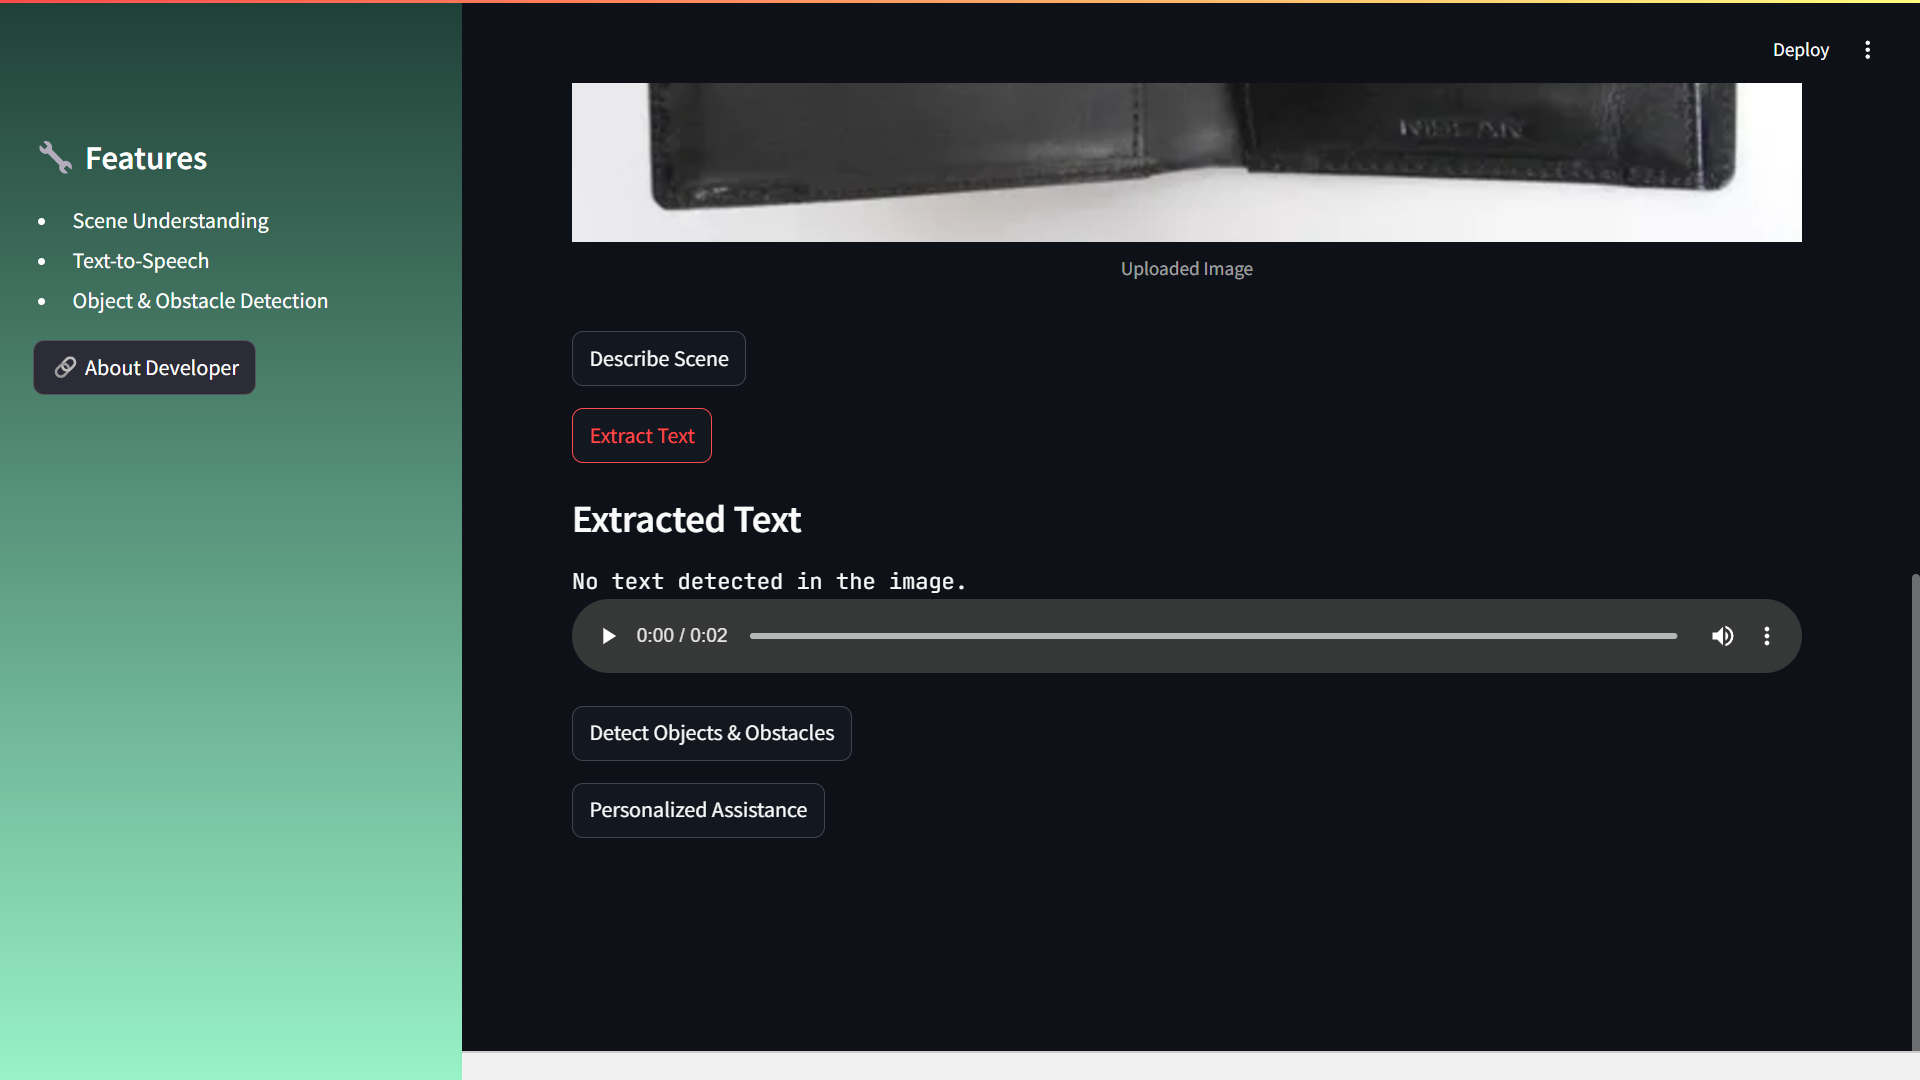 Deploy
Features
Scene Understanding
Text-to-Speech
Object & Obstacle Detection
About Developer
Uploaded Image
Describe Scene
Extract Text
Extracted Text
No text detected in the image.
0:00 / 0:02
Detect Objects & Obstacles
Personalized Assistance